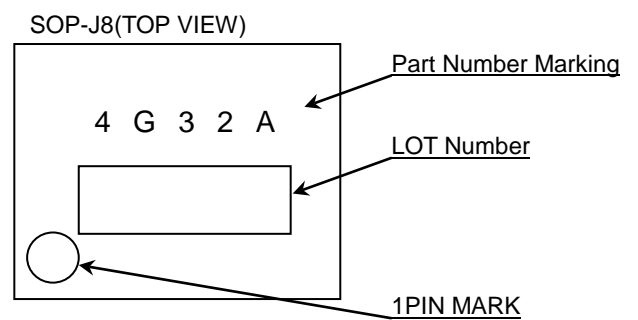 SOP-J8(TOP VIEW)
Part Number Marking
4 G 3 2 A
LOT Number
1PIN MARK